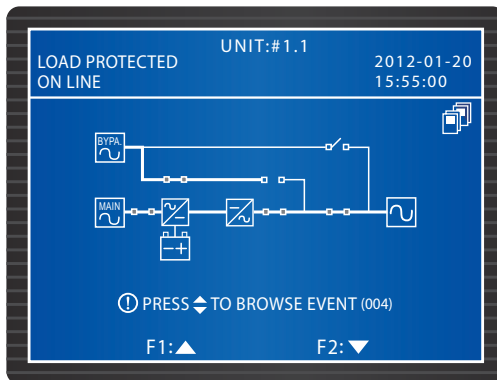 UNIT:#1.1
LOAD PROTECTED 2012-01-20
ON LINE 15:55:00
BYPA.
MAIN
PRESS TO BROWSE EVENT (004)
F1: F2: